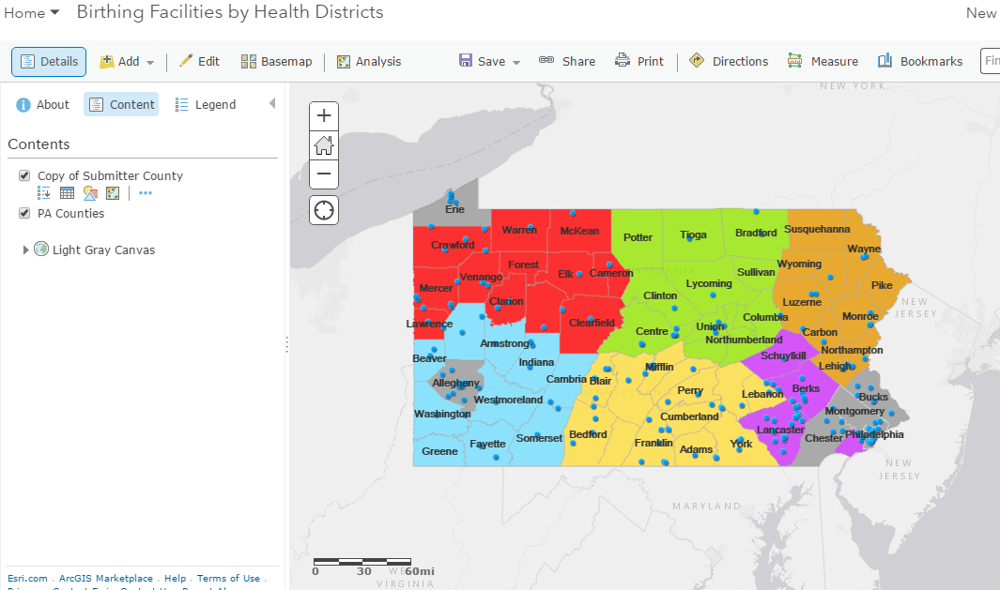 Home Birthing Facilities by Health Districts New
Details Add Edit Basemap Analysis Save Share Print Directions Measure Bookmarks Fin
About Content Legend
Contents
Copy of Submitter County
PA Counties
Light Gray Canvas
+
NEW YORK
Erie
Warren McKean Potter Tioga Bradford Susquehanna
Crawford Wayne
Forest Wyoming
Venango Elk Cameron Sullivan
Mercer Lycoming Pike
Clarion Clinton Luzerne
NEW
JERSEY
Lawrence Clearfield Centre Union Columbia Monroe
Northumberland Carbon
Armstrong Northampton
Beaver Indiana Mifflin Schuylkill Lehigh
Allegheny Cambria Blair Perry Lebanon Berks Bucks
Westmoreland
Washington Cumberland Montgomery
Somerset Bedford Lancaster Chester Philadelphia
Greene Fayette Franklin Adams York
NEW
JERSEY
MARYLAND
0 30 60mi
WE
VIRGINIA
Esri.com . ArcGIS Marketplace . Help . Terms of Use .